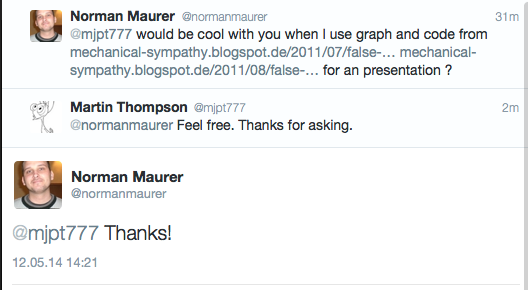 Norman Maurer @normanmaurer 31m
@mjpt777 would be cool with you when I use graph and code from
mechanical-sympathy.blogspot.de/2011/07/false-... mechanical-
sympathy.blogspot.de/2011/08/false-... for an presentation ?
Martin Thompson @mjpt777 2m
@normanmaurer Feel free. Thanks for asking.
Norman Maurer
@normanmaurer
@mjpt777 Thanks!
12.05.14 14:21